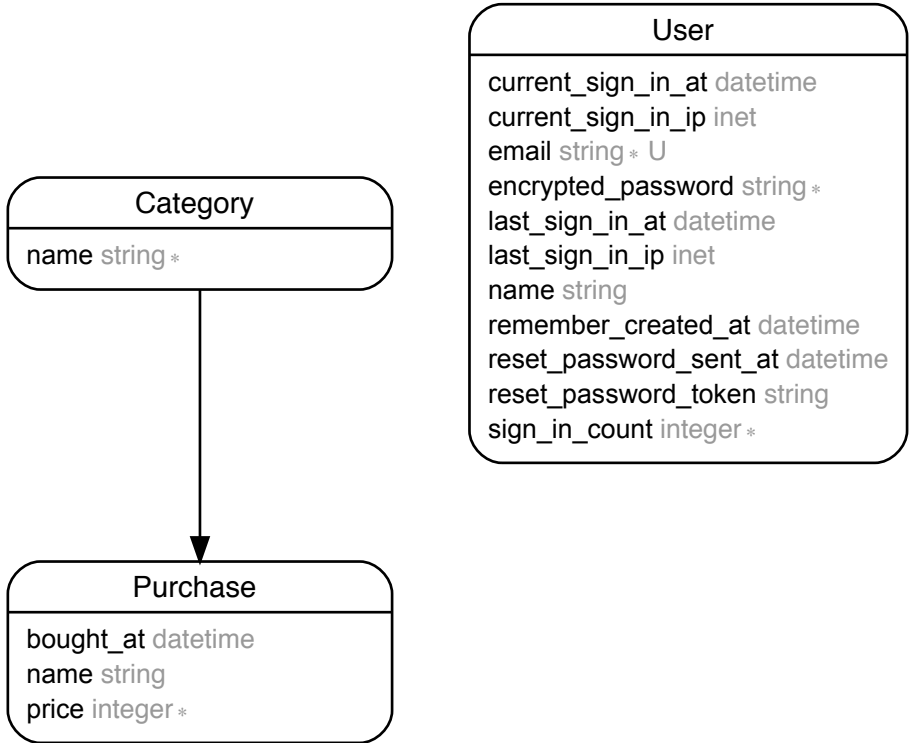 User
current_sign_in_at datetime
current_sign_in_ip inet
email string * U
encrypted_password string *
last_sign_in_at datetime
last_sign_in_ip inet
name string
remember_created_at datetime
reset_password_sent_at datetime
reset_password_token string
sign_in_count integer *
Category
name string *
Purchase
bought_at datetime
name string
price integer *